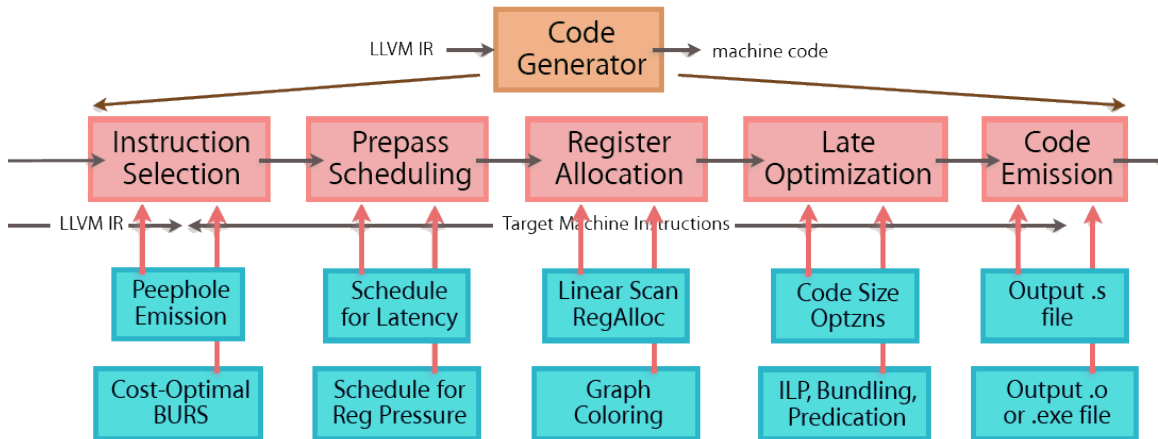 LLVM IR
Code
Generator
machine code
Instruction
Selection
Prepass
Scheduling
Register
Allocation
Late
Optimization
Code
Emission
LLVM IR
Target Machine Instructions
Peephole
Emission
Schedule
for Latency
Linear Scan
RegAlloc
Code Size
Optzns
Output .s
file
Cost-Optimal
BURS
Schedule for
Reg Pressure
Graph
Coloring
ILP, Bundling,
Predication
Output .o
or .exe file